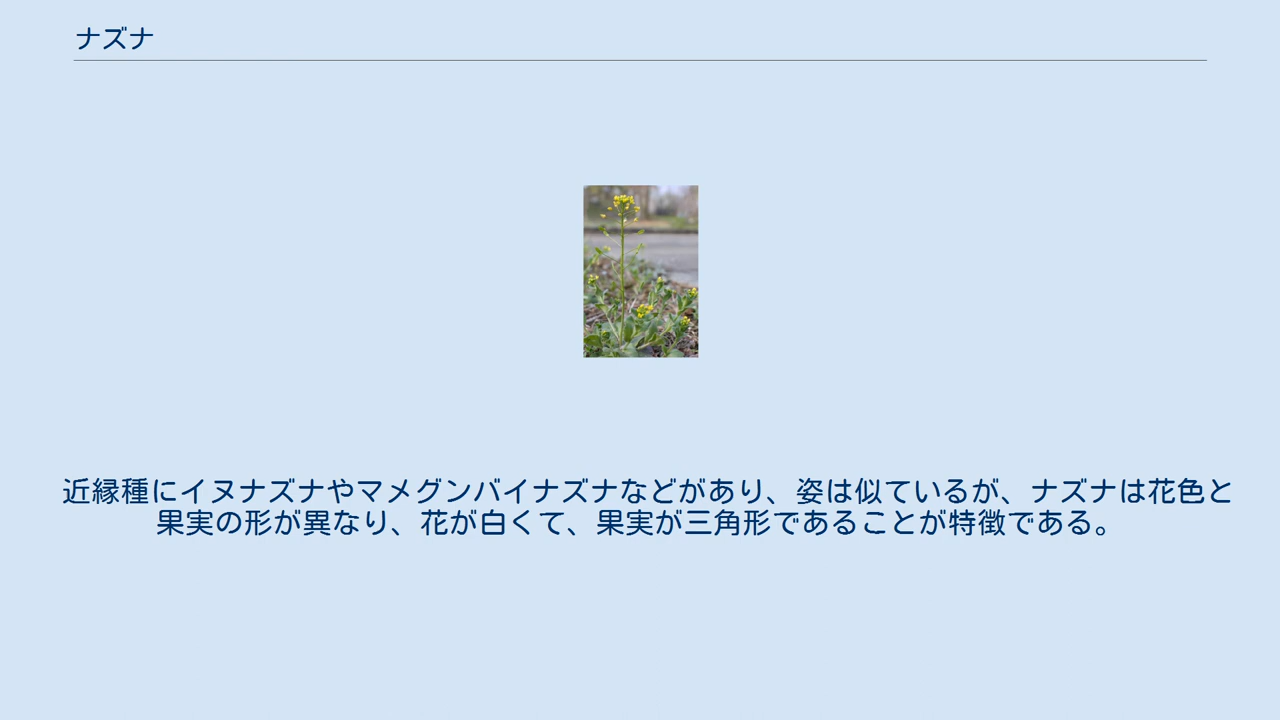 ナズナ
近縁種にイヌナズナやマメグンバイナズナなどがあり、姿は似ているが、ナズナは花色と
果実の形が異なり、花が白くて、果実が三角形であることが特徴である。